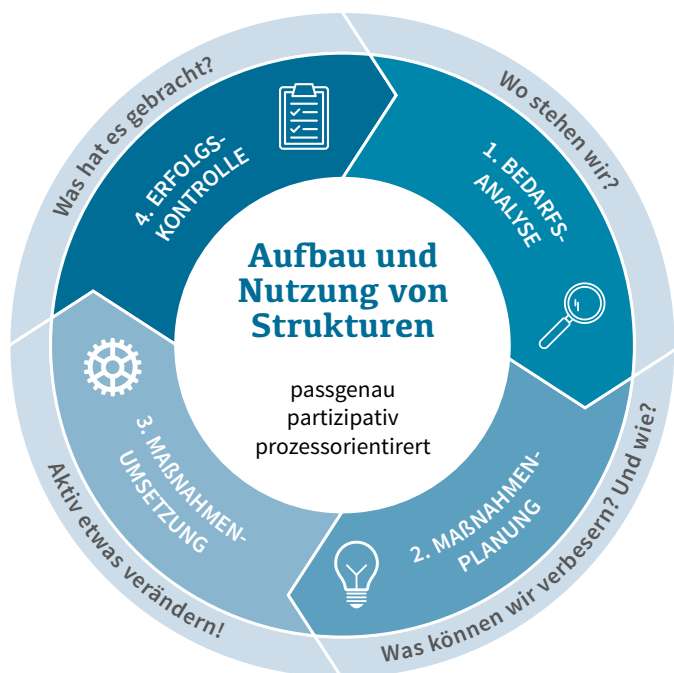 Aufbau und
Nutzung von
Strukturen
passgenau
partizipativ
prozessorientirert
Wo stehen wir?
1. BEDARFS-
ANALYSE
Was können wir verbesern? Und wie?
2. MAßNAHMEN-
PLANUNG
Aktiv etwas verändern!
3. MAßNAHMEN-
UMSETZUNG
Was hat es gebracht?
4. ERFOLGS-
KONTROLLE